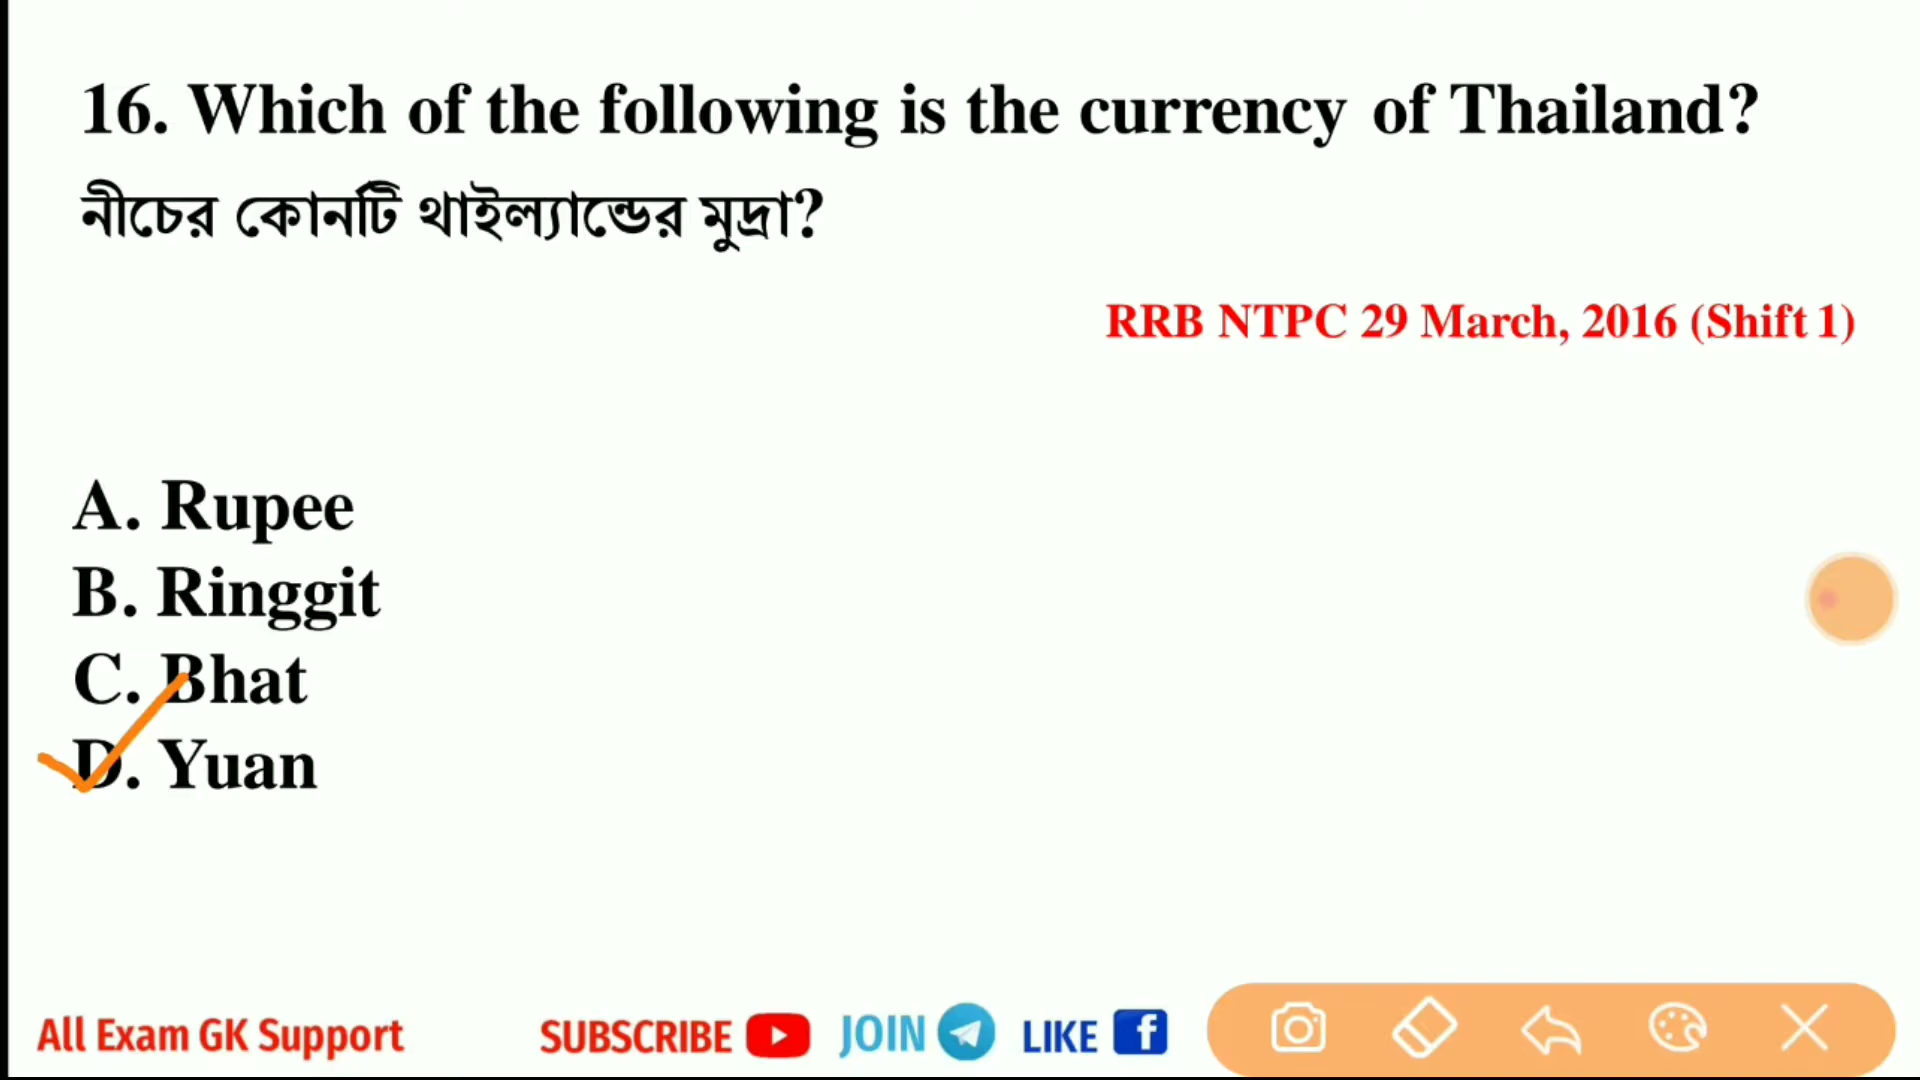 16. Which of the following is the currency of Thailand?
নীচের কোনটি থাইল্যান্ডের মুদ্রা?
RRB NTPC 29 March, 2016 (Shift 1)
A. Rupee
B. Ringgit
C. Bhat
D. Yuan
All Exam GK Support SUBSCRIBE JOIN LIKE f